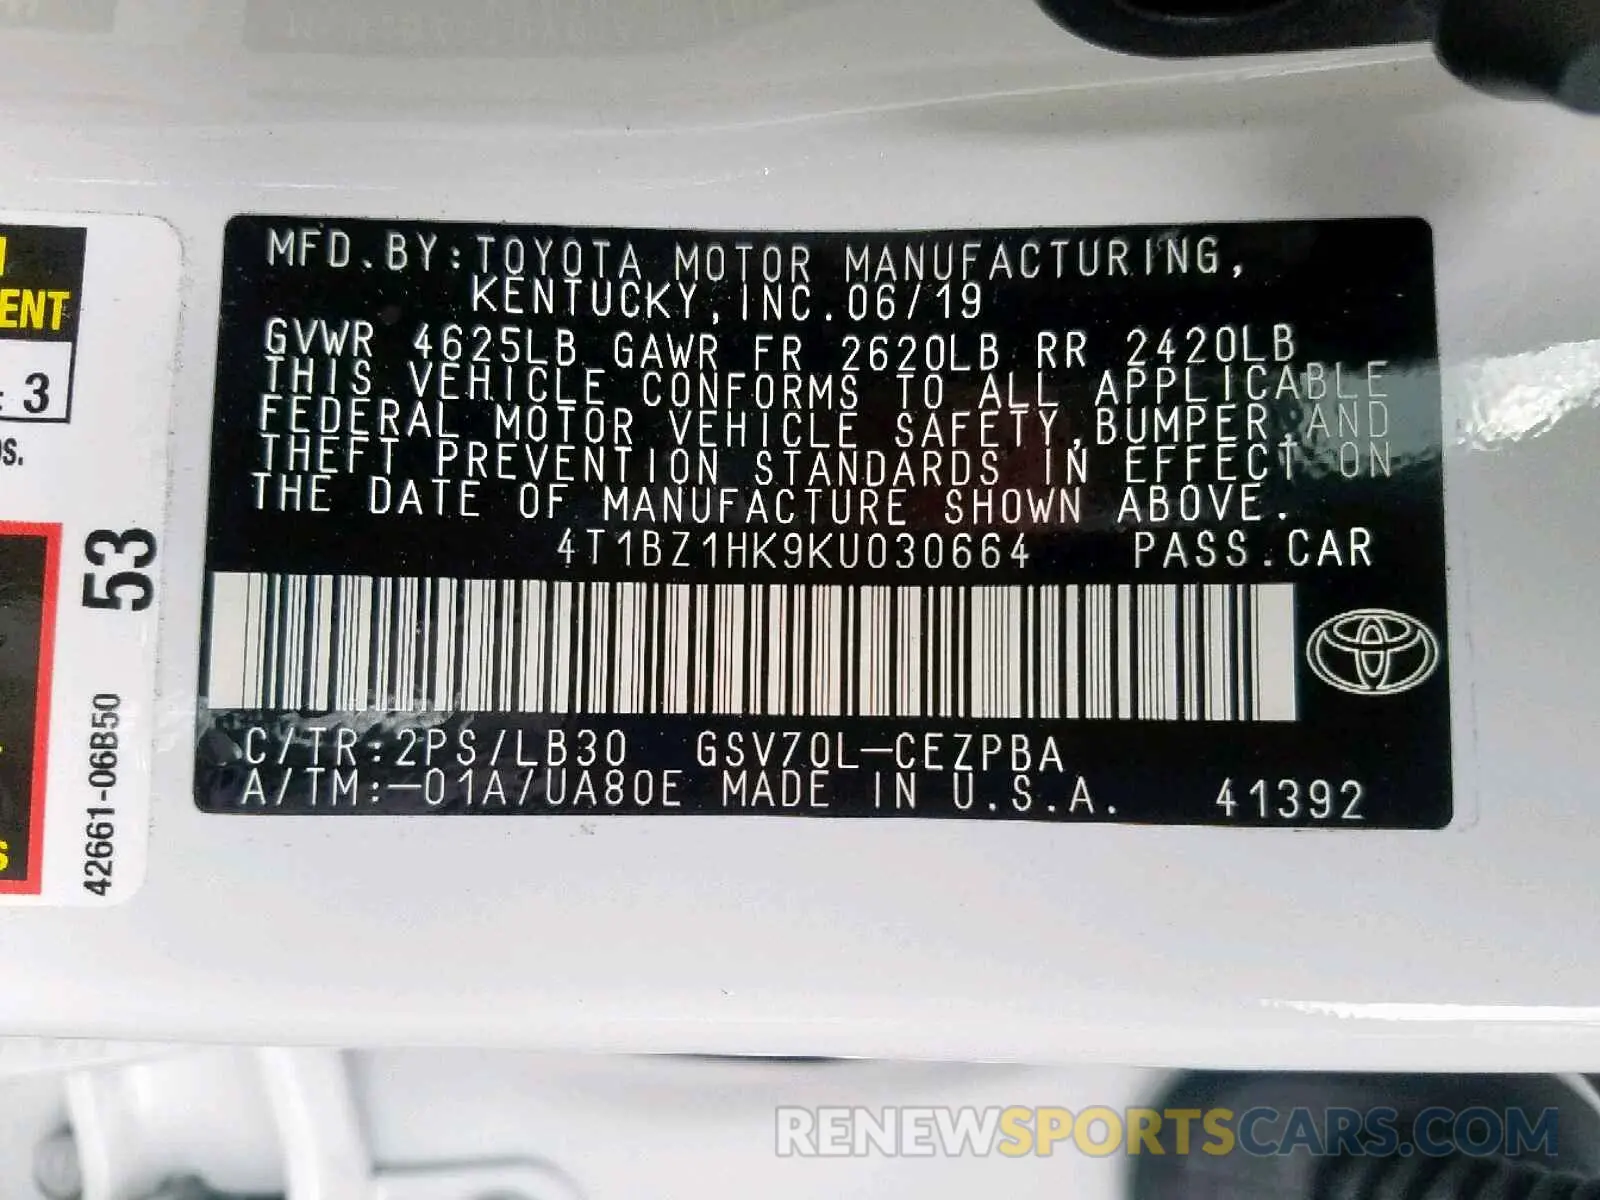 MFD.BY:TOYOTA MOTOR MANUFACTURING,
KENTUCKY,INC.06/19
GVWR 4625LB GAWR FR 2620LB RR 2420LB
THIS VEHICLE CONFORMS TO ALL APPLICABLE
FEDERAL MOTOR VEHICLE SAFETY,BUMPER,AND
THEFT PREVENTION STANDARDS IN EFFECT ON
THE DATE OF MANUFACTURE SHOWN ABOVE.
4T1BZ1HK9KU030664 PASS.CAR
C/TR:2PS/LB30 GSV70L-CEZPBA
A/TM:-01A/UA80E MADE IN U.S.A. 41392
3
53
42661-06B50
RENEWSPORTSCARS.COM